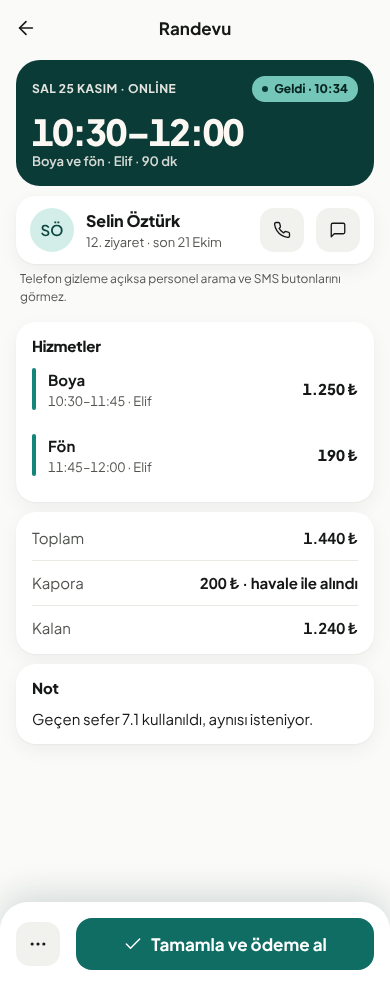 Randevu
SAL 25 KASIM · ONLİNE
Geldi · 10:34
10:30–12:00
Boya ve fön · Elif · 90 dk
SÖ
Selin Öztürk
12. ziyaret · son 21 Ekim
Telefon gizleme açıksa personel arama ve SMS butonlarını
görmez.
Hizmetler
Boya
1.250 ₺
10:30–11:45 · Elif
Fön
190 ₺
11:45–12:00 · Elif
Toplam 1.440 ₺
Kapora 200 ₺ · havale ile alındı
Kalan 1.240 ₺
Not
Geçen sefer 7.1 kullanıldı, aynısı isteniyor.
Tamamla ve ödeme al